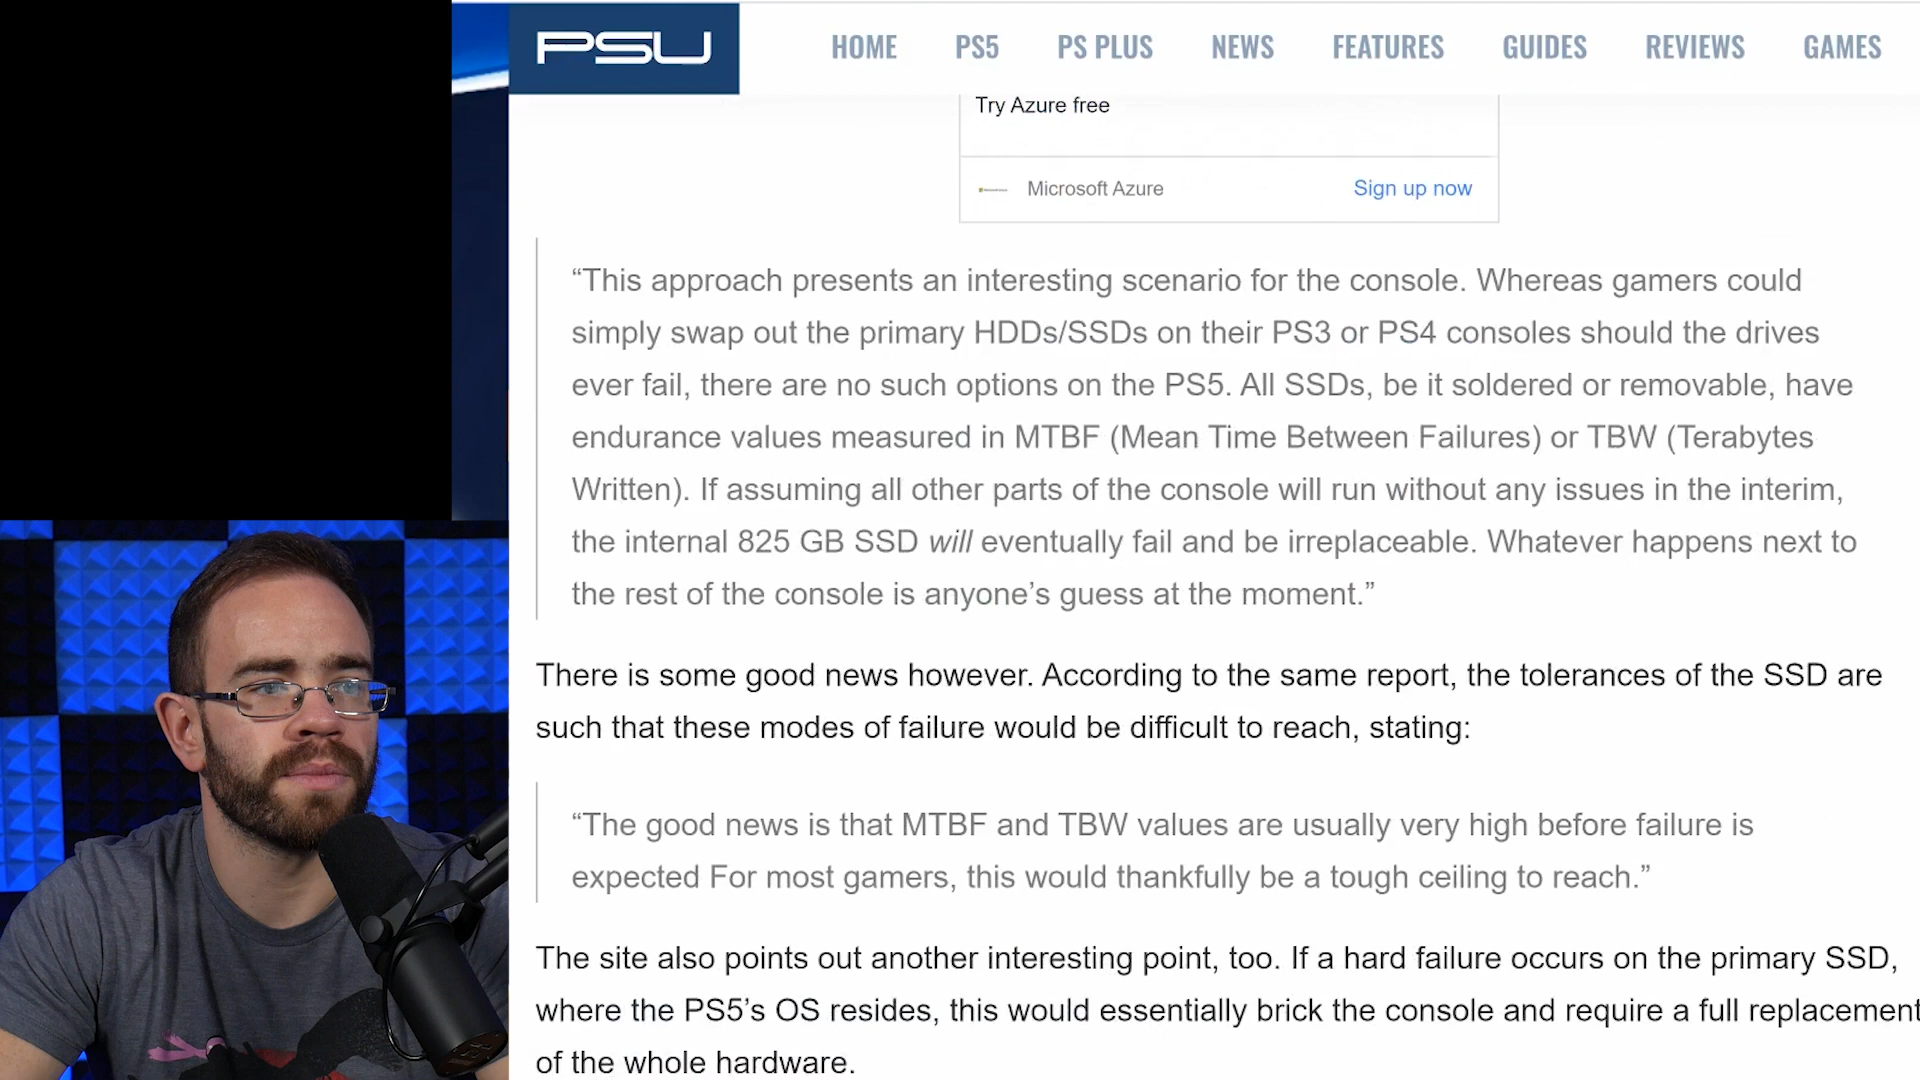 PSU
HOME PS5 PS PLUS NEWS FEATURES GUIDES REVIEWS GAMES
Try Azure free
Microsoft Azure Sign up now
“This approach presents an interesting scenario for the console. Whereas gamers could
simply swap out the primary HDDs/SSDs on their PS3 or PS4 consoles should the drives
ever fail, there are no such options on the PS5. All SSDs, be it soldered or removable, have
endurance values measured in MTBF (Mean Time Between Failures) or TBW (Terabytes
Written). If assuming all other parts of the console will run without any issues in the interim,
the internal 825 GB SSD will eventually fail and be irreplaceable. Whatever happens next to
the rest of the console is anyone’s guess at the moment.”
There is some good news however. According to the same report, the tolerances of the SSD are
such that these modes of failure would be difficult to reach, stating:
“The good news is that MTBF and TBW values are usually very high before failure is
expected For most gamers, this would thankfully be a tough ceiling to reach.”
The site also points out another interesting point, too. If a hard failure occurs on the primary SSD,
where the PS5’s OS resides, this would essentially brick the console and require a full replacement
of the whole hardware.